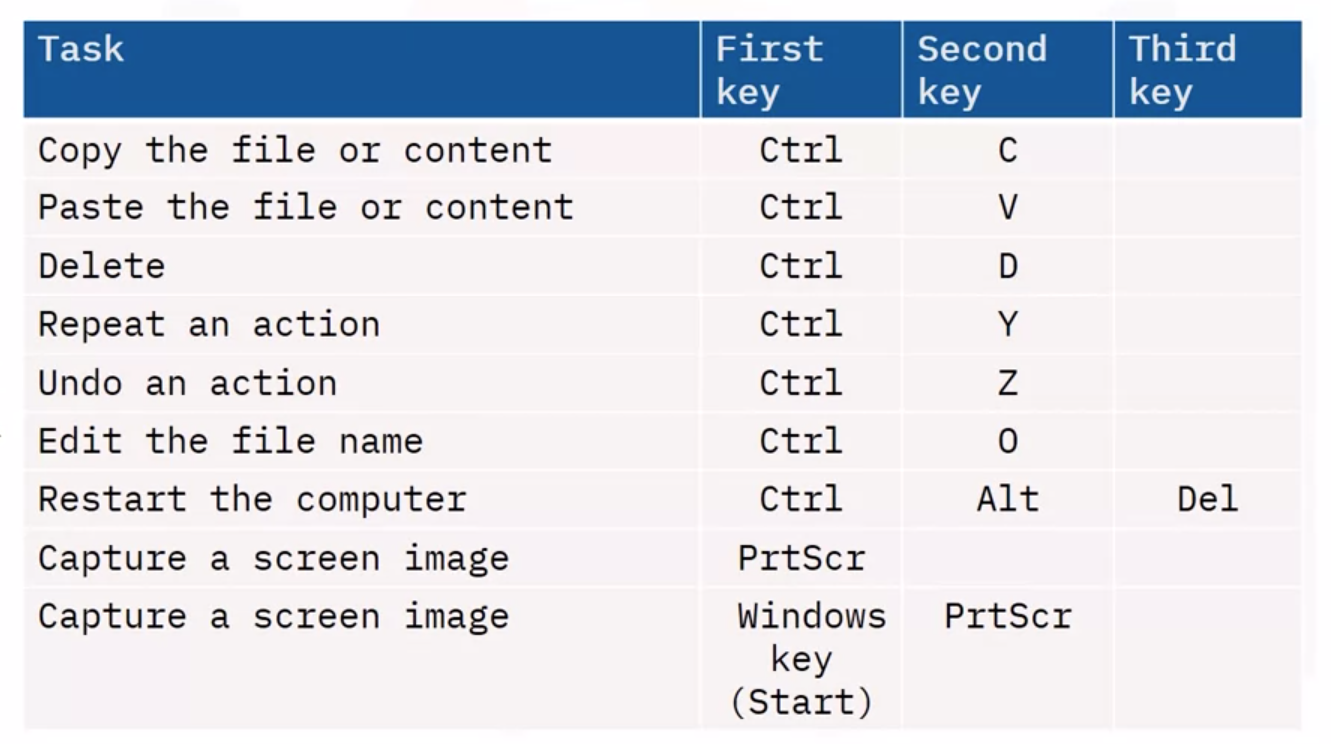 Task First key Second key Third key
Copy the file or content Ctrl C
Paste the file or content Ctrl V
Delete Ctrl D
Repeat an action Ctrl Y
Undo an action Ctrl Z
Edit the file name Ctrl O
Restart the computer Ctrl Alt Del
Capture a screen image PrtScr
Capture a screen image Windows key (Start) PrtScr